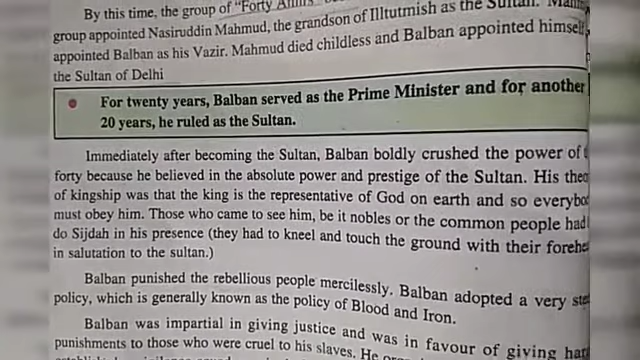 By this time, the group of "Forty
group appointed Nasiruddin Mahmud, the grandson of Illtutmish as the Sultan.
appointed Balban as his Vazir. Mahmud died childless and Balban appointed himself
the Sultan of Delhi
For twenty years, Balban served as the Prime Minister and for another
20 years, he ruled as the Sultan.
Immediately after becoming the Sultan, Balban boldly crushed the power of
forty because he believed in the absolute power and prestige of the Sultan. His
of kingship was that the king is the representative of God on earth and so
must obey him. Those who came to see him, be it nobles or the common people had
do Sijdah in his presence (they had to kneel and touch the ground with their
in salutation to the sultan.)
Balban punished the rebellious people mercilessly. Balban adopted a very
policy, which is generally known as the policy of Blood and Iron.
Balban was impartial in giving justice and was in favour of giving
punishments to those who were cruel to his slaves. He